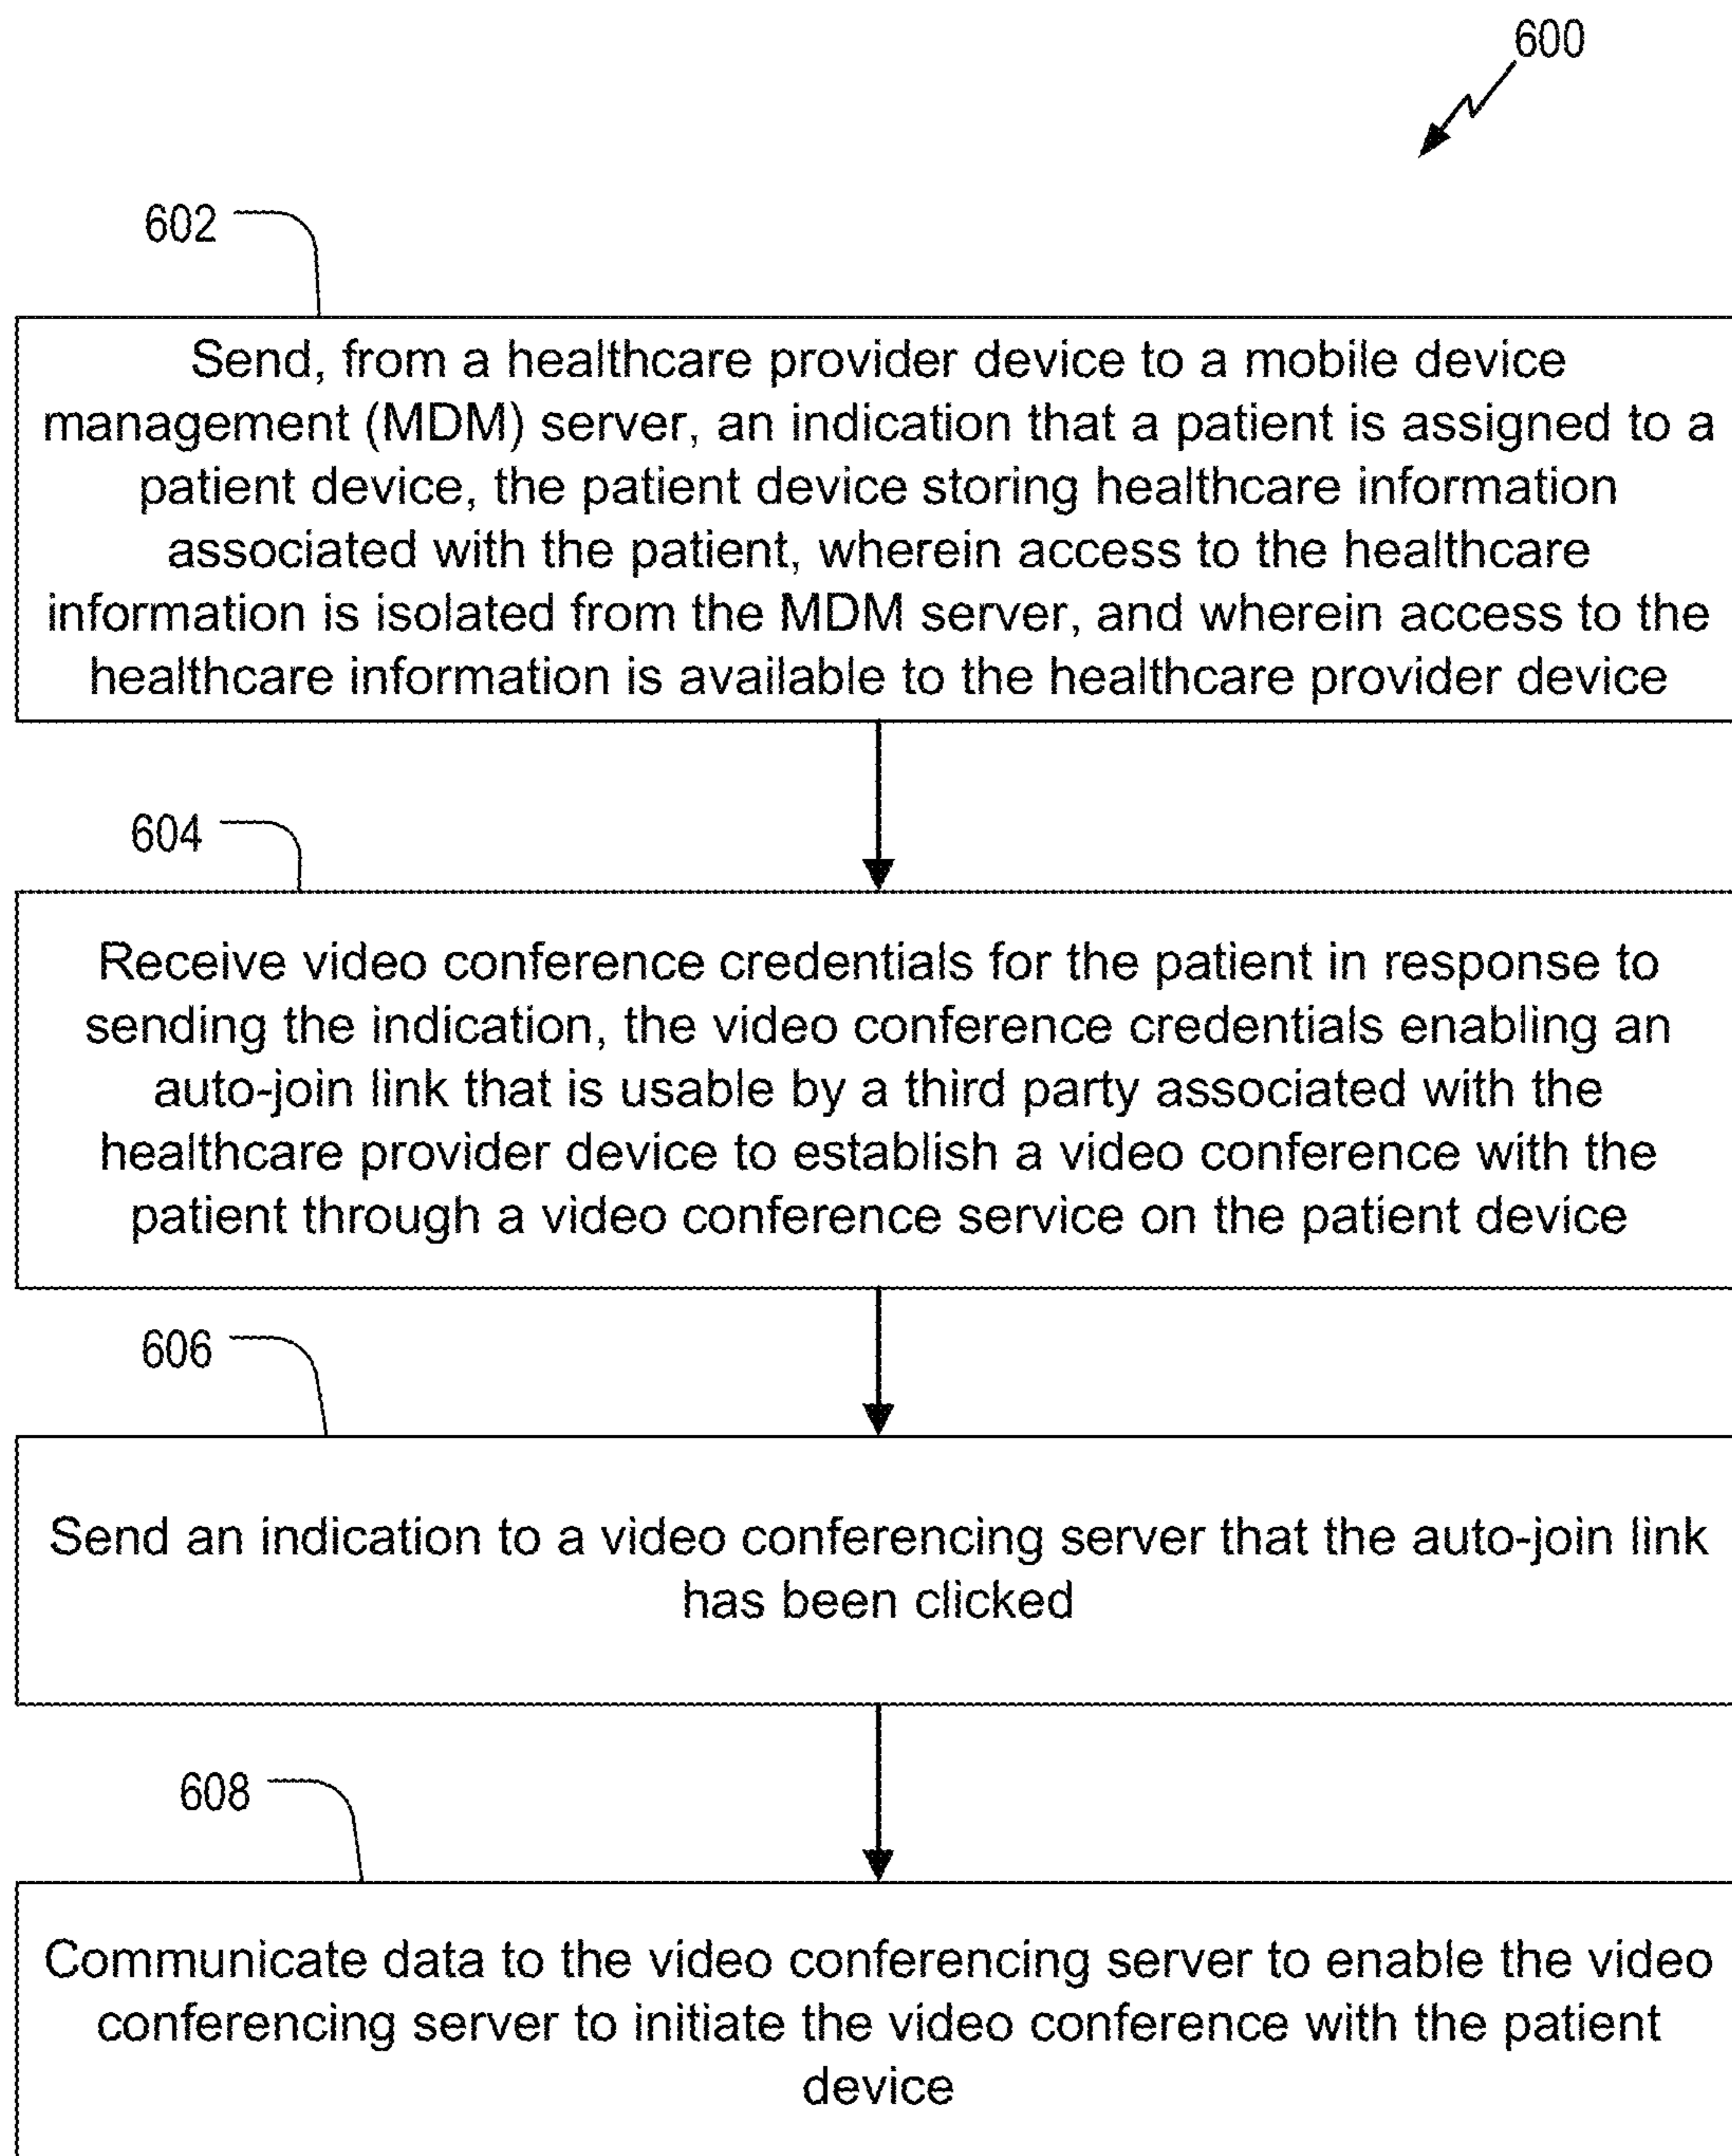 600
602
Send, from a healthcare provider device to a mobile device
management (MDM) server, an indication that a patient is assigned to a
patient device, the patient device storing healthcare information
associated with the patient, wherein access to the healthcare
information is isolated from the MDM server, and wherein access to the
healthcare information is available to the healthcare provider device
604
Receive video conference credentials for the patient in response to
sending the indication, the video conference credentials enabling an
auto-join link that is usable by a third party associated with the
healthcare provider device to establish a video conference with the
patient through a video conference service on the patient device
606
Send an indication to a video conferencing server that the auto-join link
has been clicked
608
Communicate data to the video conferencing server to enable the video
conferencing server to initiate the video conference with the patient
device